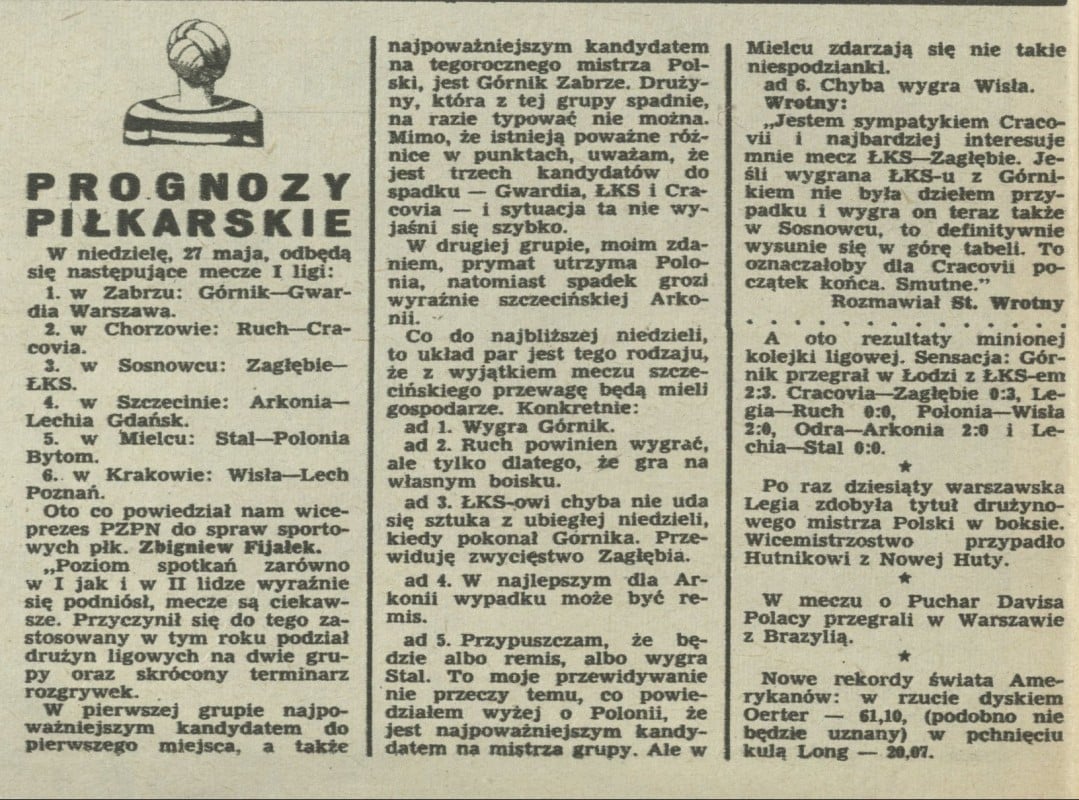 PROGNOZY
PIŁKARSKIE
W niedzielę, 27 maja, odbędą
się następujące mecze I ligi:
1. w Zabrzu: Górnik—Gwar-
dia Warszawa.
2. w Chorzowie: Ruch—Cra-
covia.
3. w Sosnowcu: Zagłębie—
ŁKS.
4. w Szczecinie: Arkonia—
Lechia Gdańsk.
5. w Mielcu: Stal—Polonia
Bytom.
6. w Krakowie: Wisła—Lech
Poznań.
Oto co powiedział nam wice-
prezes PZPN do spraw sporto-
wych płk. Zbigniew Fijałek.
„Poziom spotkań zarówno
w I jak i w II lidze wyraźnie
się podniósł, mecze są ciekaw-
sze. Przyczynił się do tego za-
stosowany w tym roku podział
drużyn ligowych na dwie gru-
py oraz skrócony terminarz
rozgrywek.
W pierwszej grupie najpo-
ważniejszym kandydatem do
pierwszego miejsca, a także
najpoważniejszym kandydatem
na tegorocznego mistrza Pol-
ski, jest Górnik Zabrze. Druży-
ny, która z tej grupy spadnie,
na razie typować nie można.
Mimo, że istnieją poważne róż-
nice w punktach, uważam, że
jest trzech kandydatów do
spadku — Gwardia, ŁKS i Cra-
covia — i sytuacja ta nie wy-
jaśni się szybko.
W drugiej grupie, moim zda-
niem, prymat utrzyma Polo-
nia, natomiast spadek grozi
wyraźnie szczecińskiej Arko-
nii.
Co do najbliższej niedzieli,
to układ par jest tego rodzaju,
że z wyjątkiem meczu szcze-
cińskiego przewagę będą mieli
gospodarze. Konkretnie:
ad 1. Wygra Górnik.
ad 2. Ruch powinien wygrać,
ale tylko dlatego, że gra na
własnym boisku.
ad 3. ŁKS-owi chyba nie uda
się sztuka z ubiegłej niedzieli,
kiedy pokonał Górnika. Prze-
widuję zwycięstwo Zagłębia.
ad 4. W najlepszym dla Ar-
konii wypadku może być re-
mis.
ad 5. Przypuszczam, że bę-
dzie albo remis, albo wygra
Stal. To moje przewidywanie
nie przeczy temu, co powie-
działem wyżej o Polonii, że
jest najpoważniejszym kandy-
datem na mistrza grupy. Ale w
Mielcu zdarzają się nie takie
niespodzianki.
ad 6. Chyba wygra Wisła.
Wrotny:
„Jestem sympatykiem Craco-
vii i najbardziej interesuje
mnie mecz ŁKS—Zagłębie. Je-
śli wygrana ŁKS-u z Górni-
kiem nie była dziełem przy-
padku i wygra on teraz także
w Sosnowcu, to definitywnie
wysunie się w górę tabeli. To
oznaczałoby dla Cracovii po-
czątek końca. Smutne.”
Rozmawiał St. Wrotny
. . . . . . . . . . . . . . .
A oto rezultaty minionej
kolejki ligowej. Sensacja: Gór-
nik przegrał w Łodzi z ŁKS-em
2:3. Cracovia—Zagłębie 0:3, Le-
gia—Ruch 0:0, Polonia—Wisła
2:0, Odra—Arkonia 2:0 i Le-
chia—Stal 0:0.
★
Po raz dziesiąty warszawska
Legia zdobyła tytuł drużyno-
wego mistrza Polski w boksie.
Wicemistrzostwo przypadło
Hutnikowi z Nowej Huty.
★
W meczu o Puchar Davisa
Polacy przegrali w Warszawie
z Brazylią.
★
Nowe rekordy świata Ame-
rykanów: w rzucie dyskiem
Oerter — 61,10, (podobno nie
będzie uznany) w pchnięciu
kulą Long — 20,07.